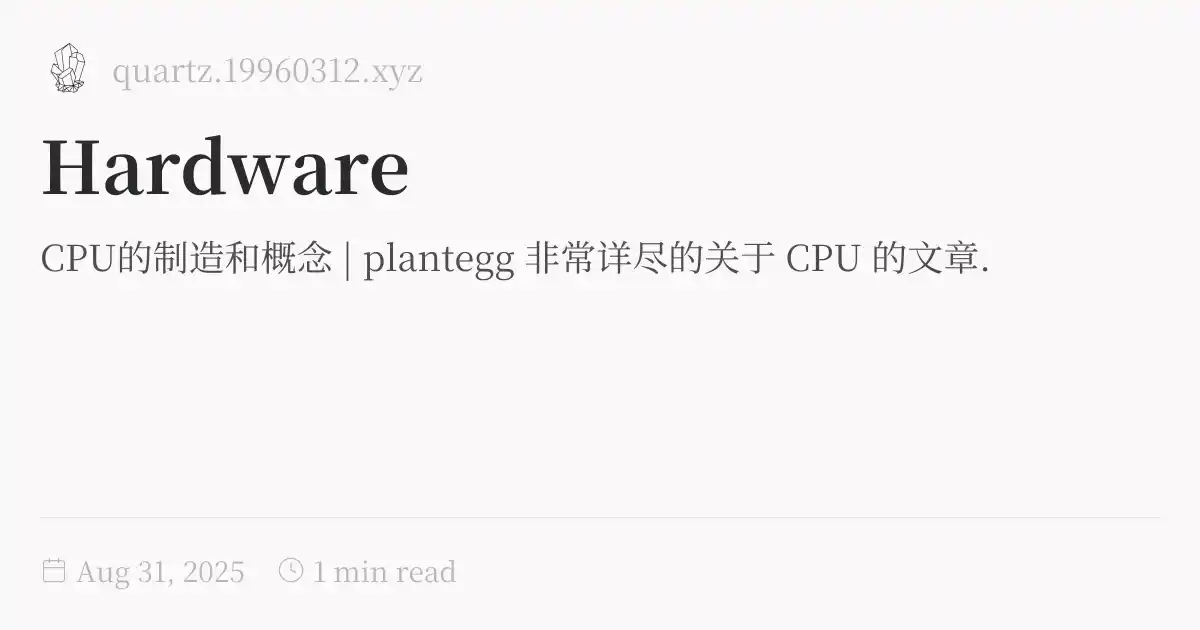 quartz.19960312.xyz
Hardware
CPU的制造和概念 | plantegg 非常详尽的关于 CPU 的文章.
Aug 31, 2025 1 min read